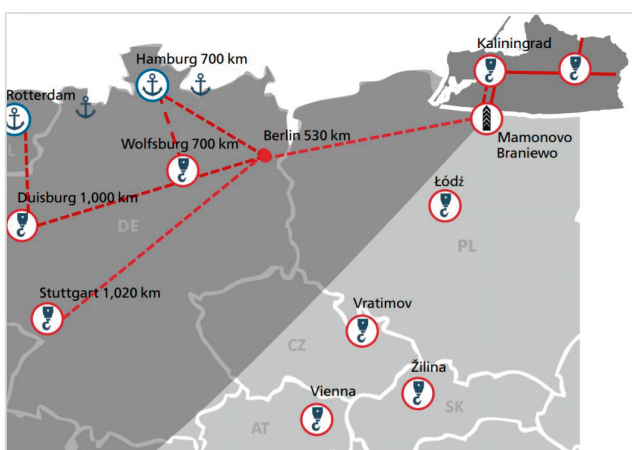 Hamburg 700 km
Kaliningrad
Rotterdam
Wolfsburg 700 km
Berlin 530 km
Mamonovo
Braniewo
L
Duisburg 1,000 km
DE
Łódź
PL
Stuttgart 1,020 km
Vratimov
CZ
Žilina
Vienna
SK
AT